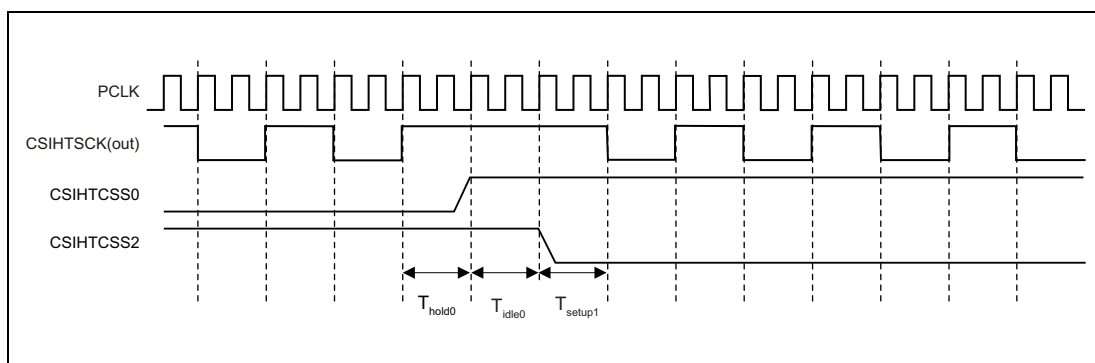 PCLK
CSIHTSCK(out)
CSIHTCSS0
CSIHTCSS2
Thold0 Tidle0 Tsetup1